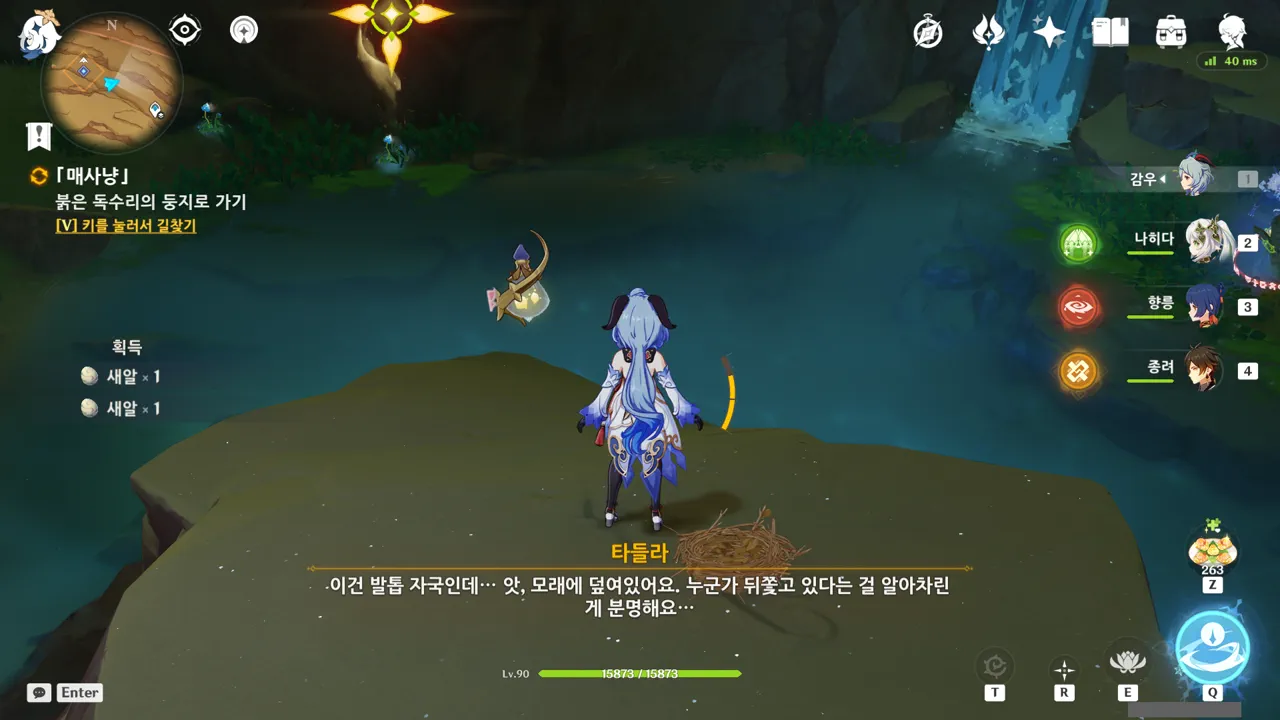 N
40 ms
「매사냥」
붉은 독수리의 둥지로 가기
[V] 키를 눌러서 길찾기
감우
1
나히다
2
향릉
3
종려
4
획득
새알 × 1
새알 × 1
타들라
이건 발톱 자국인데… 앗, 모래에 덮여있어요. 누군가 뒤쫓고 있다는 걸 알아차린
게 분명해요…
263
Z
Lv.90
15873 / 15873
Enter
T
R
E
Q